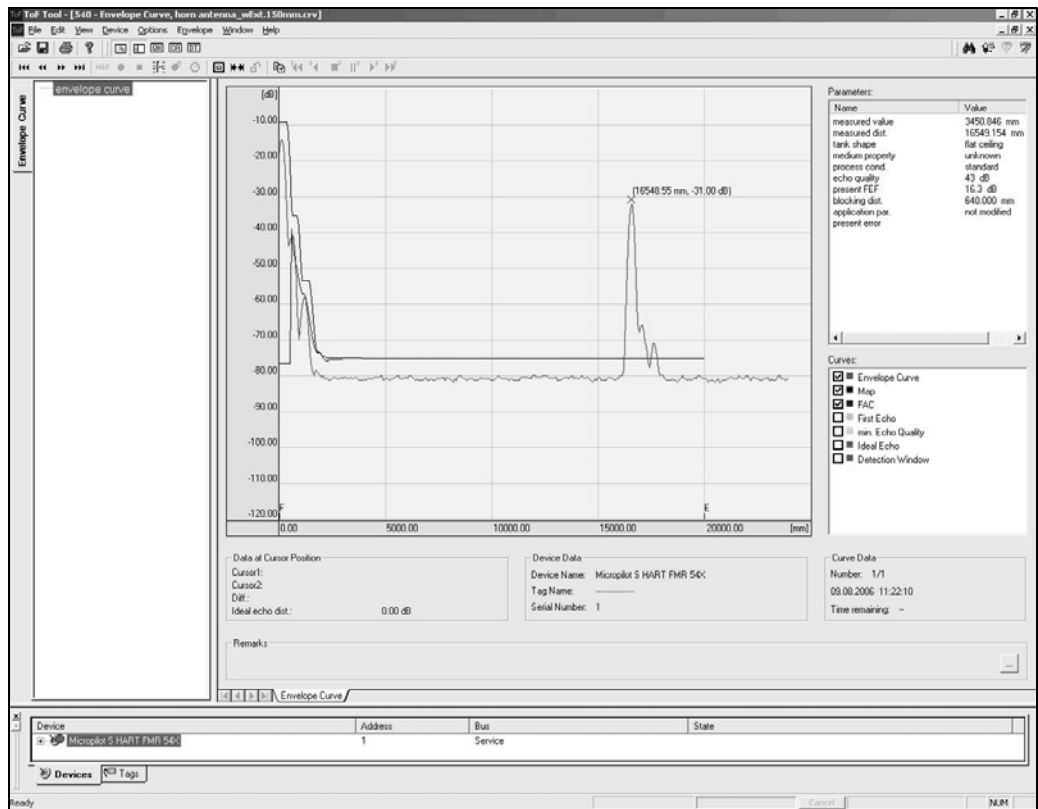 ToF Tool - [540 - Envelope Curve, horn antenna_wExt.150mm.crv]
File Edit View Device Options Envelope Window Help
Envelope Curve
envelope curve
[dB]
-10.00
-20.00
-30.00
-40.00
-50.00
-60.00
-70.00
-80.00
-90.00
-100.00
-110.00
-120.00
(16548.55 mm, -31.00 dB)
F
E
0.00 5000.00 10000.00 15000.00 20000.00 [mm]
Parameters:
Name Value
measured value 3450.846 mm
measured dist. 16549.154 mm
tank shape flat ceiling
medium property unknown
process cond. standard
echo quality 43 dB
present FEF 16.3 dB
blocking dist. 640.000 mm
application par. not modified
present error
Curves:
Envelope Curve
Map
FAC
First Echo
min. Echo Quality
Ideal Echo
Detection Window
Data at Cursor Position
Cursor1:
Cursor2:
Diff.:
Ideal echo dist.: 0.00 dB
Device Data
Device Name: Micropilot S HART FMR 54X
Tag Name: ----------
Serial Number: 1
Curve Data
Number: 1/1
09.08.2006 11:22:10
Time remaining: --
Remarks
...
Envelope Curve
Device Address Bus State
Micropilot S HART FMR 54X 1 Service
Devices Tags
Ready Cancel NUM